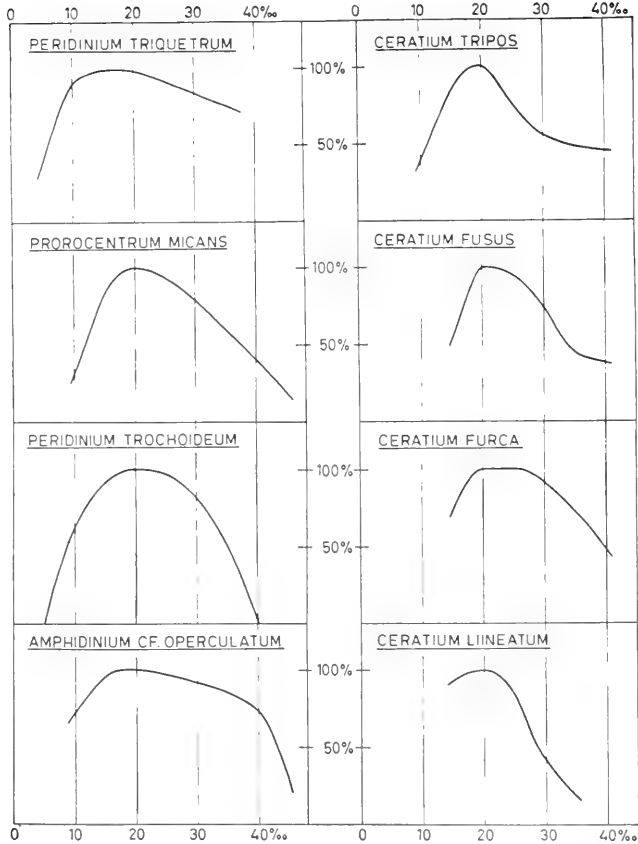 0 10 20 30 40‰ 0 10 20 30 40‰
PERIDINIUM TRIQUETRUM
CERATIUM TRIPOS
100%
50%
PROROCENTRUM MICANS
CERATIUM FUSUS
100%
50%
PERIDINIUM TROCHOIDEUM
CERATIUM FURCA
100%
50%
AMPHIDINIUM CF. OPERCULATUM
CERATIUM LIINEATUM
100%
50%
0 10 20 30 40‰ 0 10 20 30 40‰